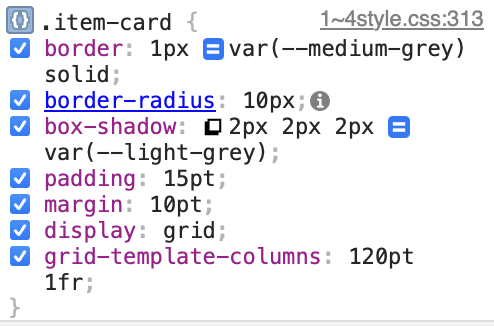 .item-card { 1~4style.css:313
border: 1px var(--medium-grey)
solid;
border-radius: 10px;
box-shadow: 2px 2px 2px
var(--light-grey);
padding: 15pt;
margin: 10pt;
display: grid;
grid-template-columns: 120pt
1fr;
}